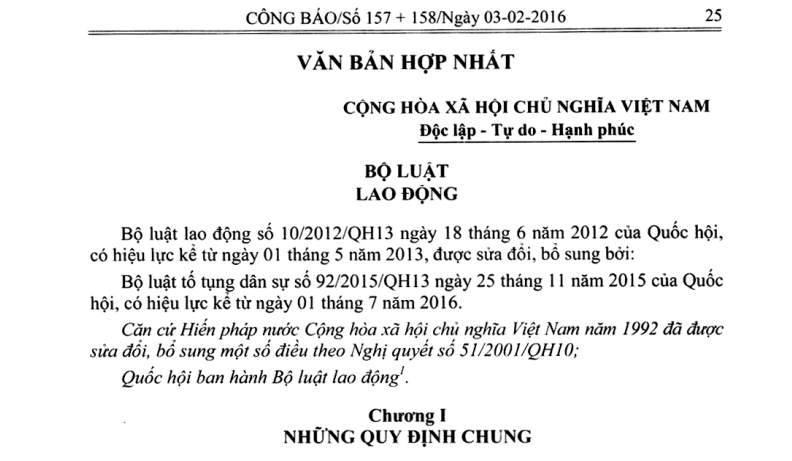 CÔNG BÁO/Số 157 + 158/Ngày 03-02-2016 25
VĂN BẢN HỢP NHẤT
CỘNG HÒA XÃ HỘI CHỦ NGHĨA VIỆT NAM
Độc lập - Tự do - Hạnh phúc
BỘ LUẬT
LAO ĐỘNG
Bộ luật lao động số 10/2012/QH13 ngày 18 tháng 6 năm 2012 của Quốc hội,
có hiệu lực kể từ ngày 01 tháng 5 năm 2013, được sửa đổi, bổ sung bởi:
Bộ luật tố tụng dân sự số 92/2015/QH13 ngày 25 tháng 11 năm 2015 của Quốc
hội, có hiệu lực kể từ ngày 01 tháng 7 năm 2016.
Căn cứ Hiến pháp nước Cộng hòa xã hội chủ nghĩa Việt Nam năm 1992 đã được
sửa đổi, bổ sung một số điều theo Nghị quyết số 51/2001/QH10;
Quốc hội ban hành Bộ luật lao động¹.
Chương I
NHỮNG QUY ĐỊNH CHUNG